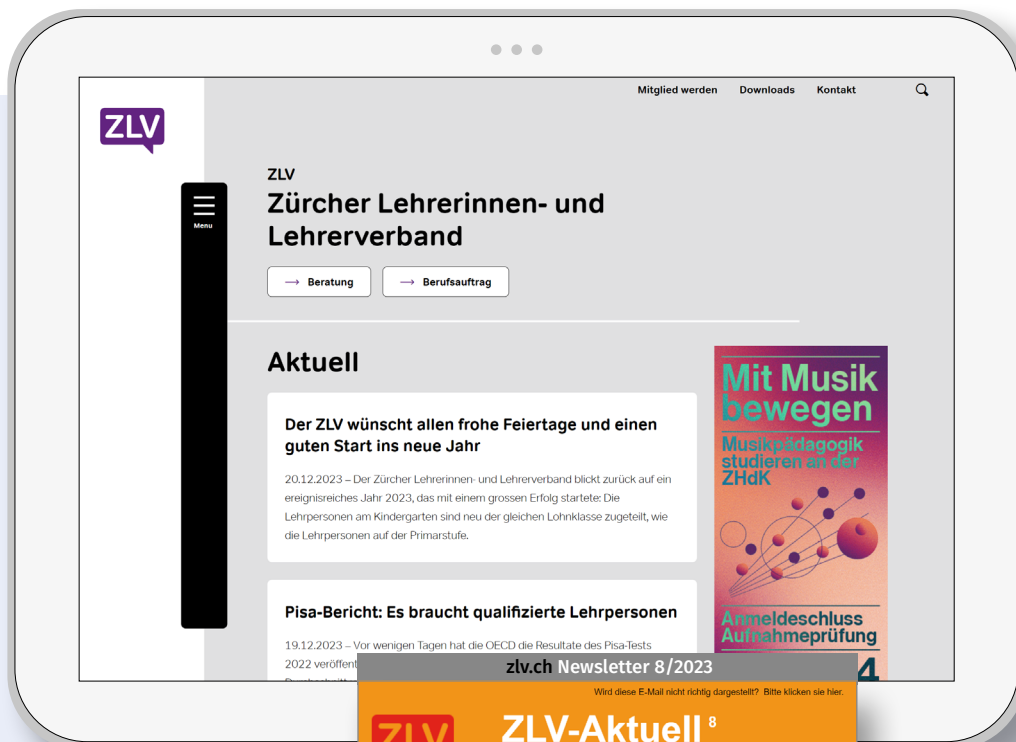 Mitglied werden Downloads Kontakt
ZLV
Menu
ZLV
Zürcher Lehrerinnen- und
Lehrerverband
→ Beratung → Berufsauftrag
Aktuell
Der ZLV wünscht allen frohe Feiertage und einen
guten Start ins neue Jahr
20.12.2023 – Der Zürcher Lehrerinnen- und Lehrerverband blickt zurück auf ein
ereignisreiches Jahr 2023, das mit einem grossen Erfolg startete: Die
Lehrpersonen am Kindergarten sind neu der gleichen Lohnklasse zugeteilt, wie
die Lehrpersonen auf der Primarstufe.
Pisa-Bericht: Es braucht qualifizierte Lehrpersonen
19.12.2023 – Vor wenigen Tagen hat die OECD die Resultate des Pisa-Tests
2022 veröffent
Mit Musik
bewegen
Musikpädagogik
studieren an der
ZHdK
Anmeldeschluss
Aufnahmeprüfung
4
zlv.ch Newsletter 8/2023
Wird diese E-Mail nicht richtig dargestellt? Bitte klicken sie hier.
ZLV
ZLV-Aktuell 8